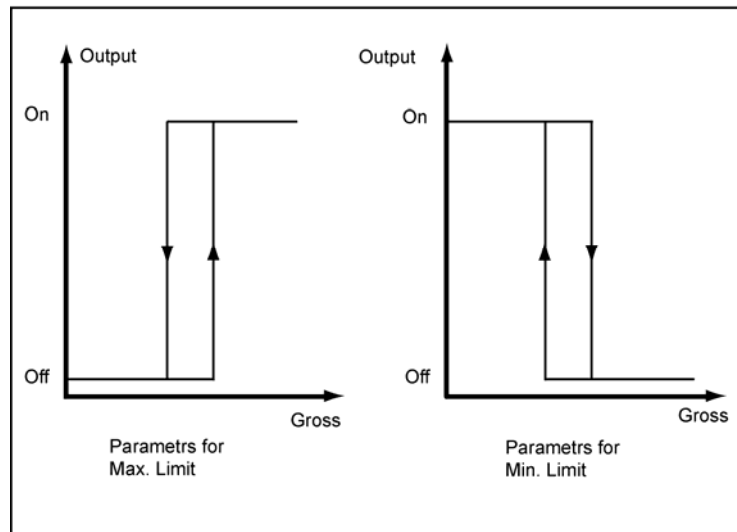 Output
On
Off
Gross
Parametrs for
Max. Limit
Output
On
Off
Gross
Parametrs for
Min. Limit